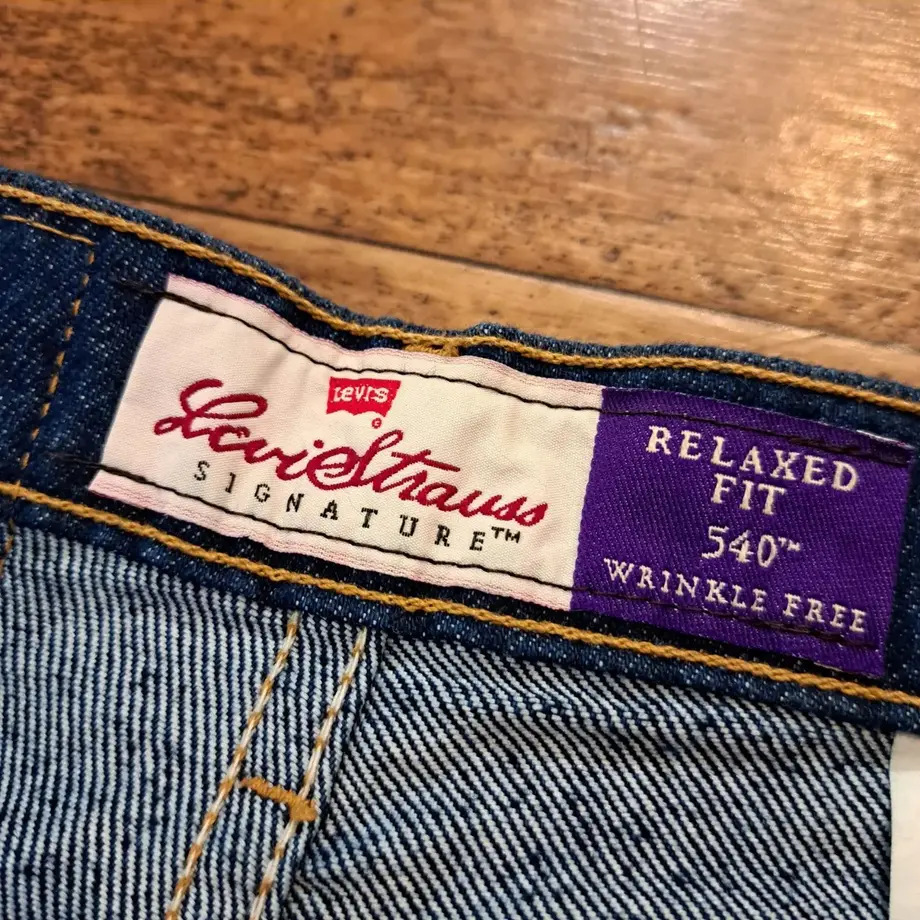 Levi's
©
Levi Strauss
SIGNATURE™
RELAXED
FIT
540™
WRINKLE FREE